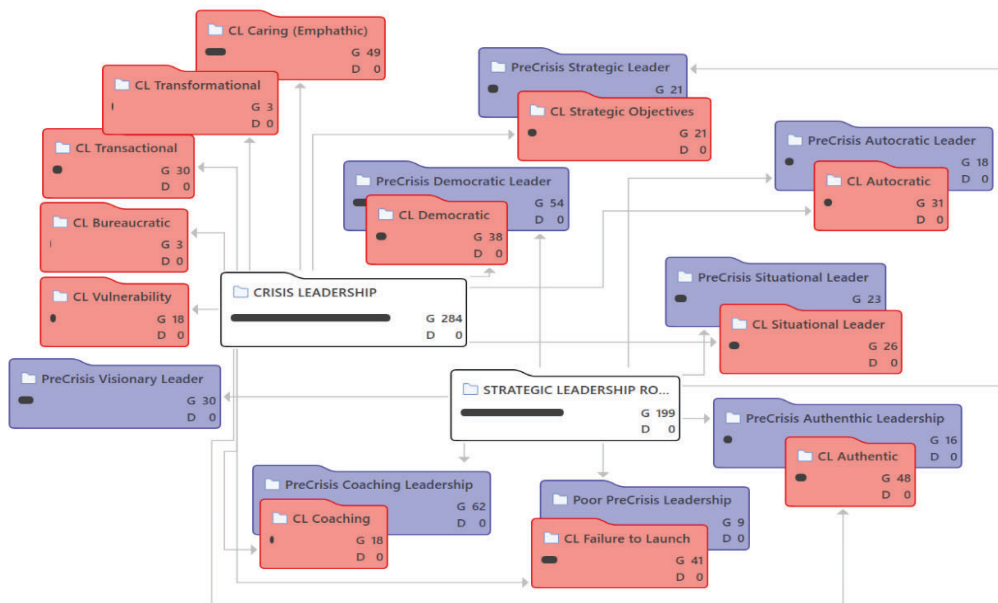 CL Caring (Emphathic)
G 49
D 0
CL Transformational
G 3
D 0
CL Transactional
G 30
D 0
CL Bureaucratic
G 3
D 0
CL Vulnerability
G 18
D 0
PreCrisis Strategic Leader
G 21
CL Strategic Objectives
G 21
D 0
PreCrisis Autocratic Leader
G 18
D 0
CL Autocratic
G 31
D 0
PreCrisis Democratic Leader
G 54
D 0
CL Democratic
G 38
D 0
CRISIS LEADERSHIP
G 284
D 0
PreCrisis Situational Leader
G 23
CL Situational Leader
G 26
D 0
PreCrisis Visionary Leader
G 30
D 0
STRATEGIC LEADERSHIP RO...
G 199
D 0
PreCrisis Authenthic Leadership
G 16
D 0
CL Authentic
G 48
D 0
PreCrisis Coaching Leadership
G 62
D 0
CL Coaching
G 18
D 0
Poor PreCrisis Leadership
G 9
D 0
CL Failure to Launch
G 41
D 0